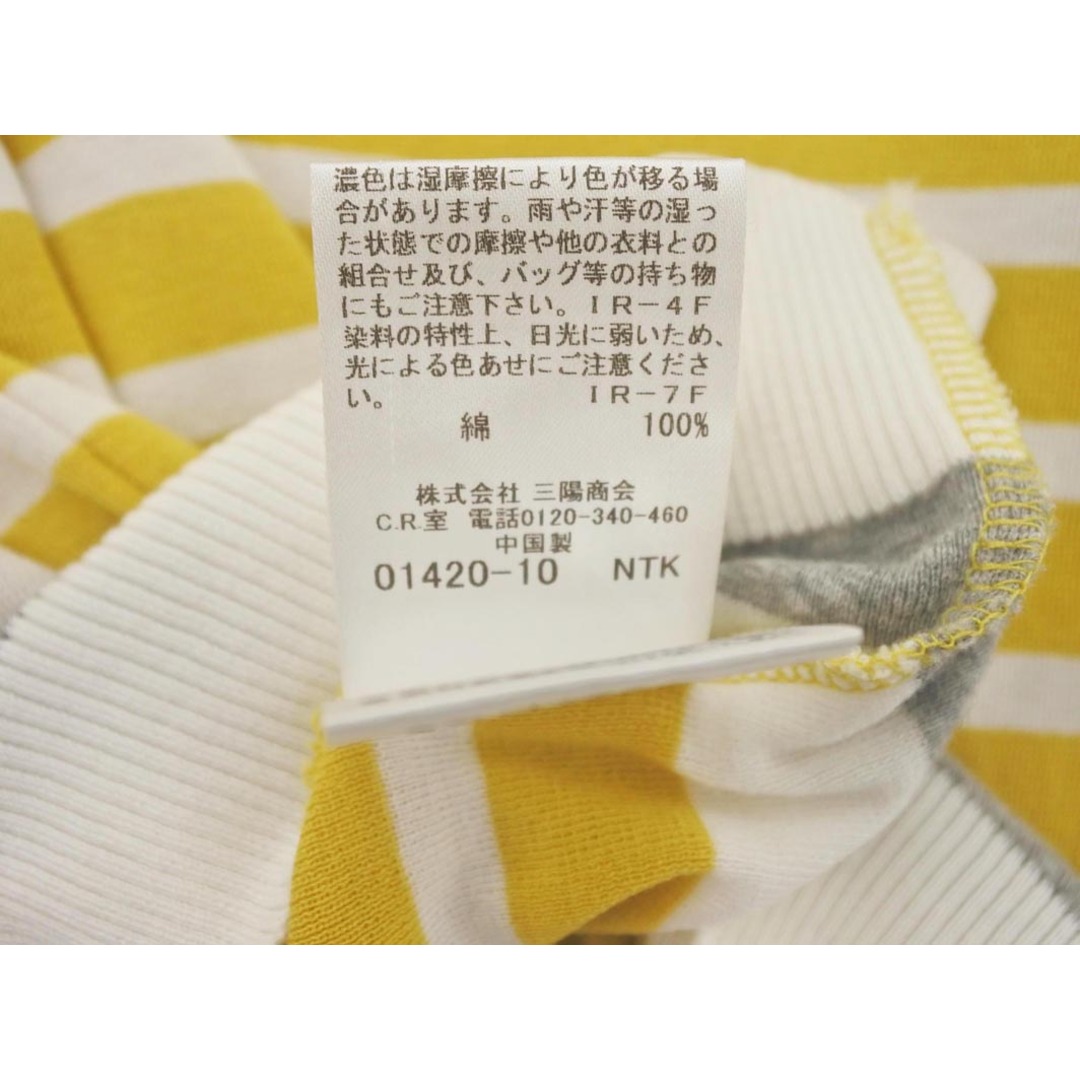 濃色は湿摩擦により色が移る場
合があります。雨や汗等の湿っ
た状態での摩擦や他の衣料との
組合せ及び、バッグ等の持ち物
にもご注意下さい。IR-4F
染料の特性上、日光に弱いため、
光による色あせにご注意くださ
い。 IR-7F
綿 100%
株式会社 三陽商会
C.R.室 電話0120-340-460
中国製
01420-10 NTK